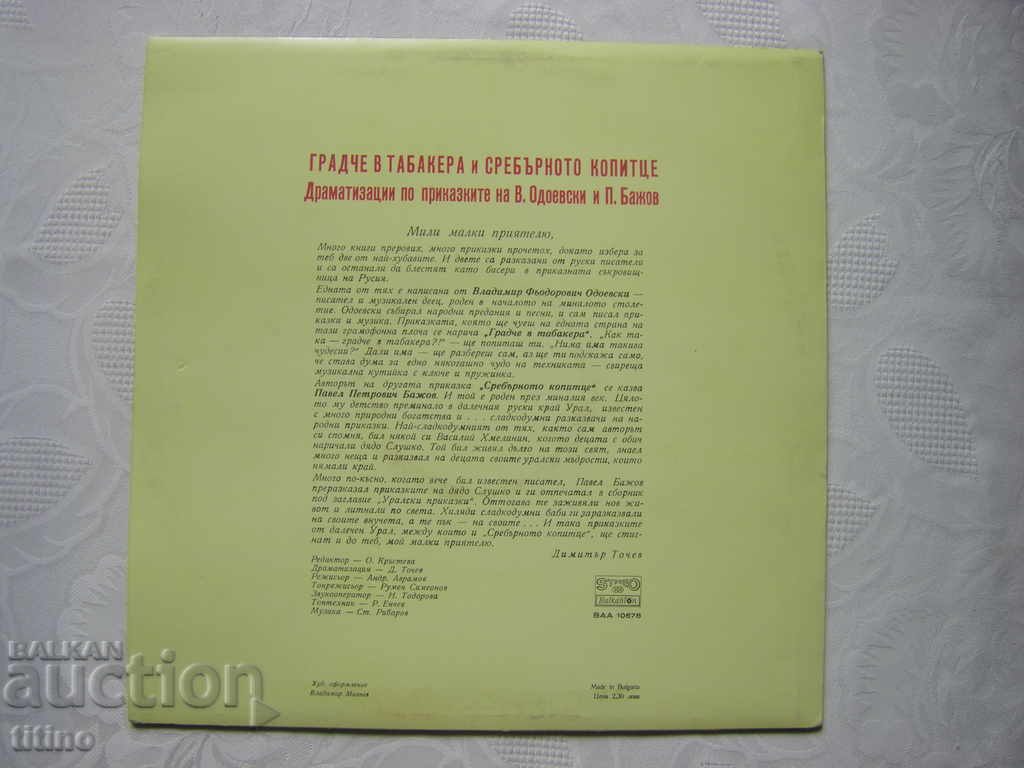 ГРАДЧЕ В ТАБАКЕРА и СРЕБЪРНОТО КОПИТЦЕ
Драматизации по приказките на В. Одоевски и П. Бажов
Мили малки приятелю,
Много книги прерових, много приказки прочетох, докато избера за
теб две от най-хубавите. И двете са разказани от руски писатели
и са останали да блестят като бисери в приказната съкровищ-
ница на Русия.
Едната от тях е написана от Владимир Фьодорович Одоевски —
писател и музикален деец, роден в началото на миналото столе-
тие. Одоевски събирал народни предания и песни, и сам писал при-
казки и музика. Приказката, която ще чуеш на едната страна на
тази грамофонна плоча се нарича „Градче в табакера“. „Как та-
ка — градче в табакера?!“ — ще попиташ ти. „Нима има такива
чудесии?“ Дали има — ще разбереш сам, аз ще ти подскажа само,
че става дума за едно някогашно чудо на техниката — свиреща
музикална кутийка с ключе и пружинка.
Авторът на другата приказка „Сребърното копитце“ се казва
Павел Петрович Бажов. И той е роден през миналия век. Цяло-
то му детство преминало в далечния руски край Урал, известен
с много природни богатства и . . . сладкодумни разказвачи на на-
родни приказки. Най-сладкодумният от тях, както сам авторът
си спомня, бил някой си Василий Хмелинин, когото децата с обич
наричали дядо Слушко. Той бил живял дълго на този свят, знаел
много неща и разказвал на децата своите уралски мъдрости, които
нямали край.
Много по-късно, когато вече бил известен писател, Павел Бажов
преразказал приказките на дядо Слушко и ги отпечатал в сборник
под заглавие „Уралски приказки“. Оттогава те заживяли нов жи-
вот и литнали по света. Хиляди сладкодумни баби ги заразказвали
на своите внучета, а те пък — на своите . . . И така приказките
от далечен Урал, между които и „Сребърното копитце“, ще стиг-
нат и до теб, мой малки приятелю.
Димитър Точев
Редактор — О. Кръстева
Драматизация — Д. Точев
Режисьор — Андр. Аврамов
Тонрежисьор — Румен Симеонов
Звукооператор — Н. Тодорова
Тонтехник — Р. Енчев
Музика — Ст. Рибаров
STEREO
Balkanton
ВАА 10676
Худ. оформление
Made in Bulgaria
Цена 2,30 лева
BALKAN
auction
titino